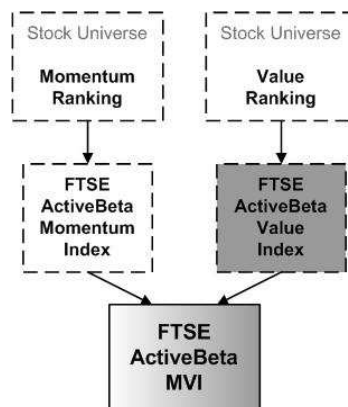 Stock Universe
Momentum
Ranking
Stock Universe
Value
Ranking
FTSE
ActiveBeta
Momentum
Index
FTSE
ActiveBeta
Value
Index
FTSE
ActiveBeta
MVI